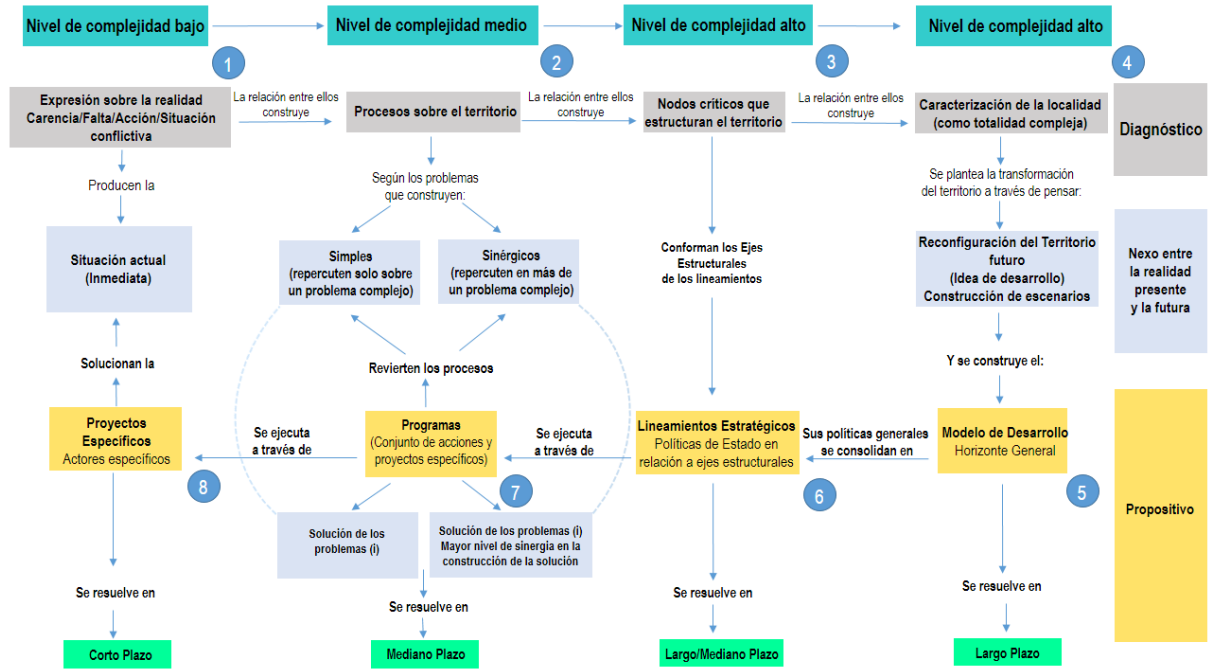 Nivel de complejidad bajo
Nivel de complejidad medio
Nivel de complejidad alto
Nivel de complejidad alto
1
2
3
4
Expresión sobre la realidad
Carencia/Falta/Acción/Situación
conflictiva
La relación entre ellos
construye
Procesos sobre el territorio
La relación entre ellos
construye
Nodos críticos que
estructuran el territorio
La relación entre ellos
construye
Caracterización de la localidad
(como totalidad compleja)
Diagnóstico
Producen la
Según los problemas
que construyen:
Se plantea la transformación
del territorio a través de pensar:
Situación actual
(Inmediata)
Simples
(repercuten solo sobre
un problema complejo)
Sinérgicos
(repercuten en más de
un problema complejo)
Conforman los Ejes
Estructurales
de los lineamientos
Reconfiguración del Territorio
futuro
(Idea de desarrollo)
Construcción de escenarios
Nexo entre
la realidad
presente
y la futura
Solucionan la
Revierten los procesos
Y se construye el:
Proyectos
Específicos
Actores específicos
Se ejecuta
a través de
Programas
(Conjunto de acciones y
proyectos específicos)
Se ejecuta
a través de
Lineamientos Estratégicos
Políticas de Estado en
relación a ejes estructurales
Sus políticas generales
se consolidan en
Modelo de Desarrollo
Horizonte General
8
7
6
5
Propositivo
Solución de los
problemas (i)
Solución de los problemas (i)
Mayor nivel de sinergia en la
construcción de la solución
Se resuelve en
Se resuelve en
Se resuelve en
Se resuelve en
Corto Plazo
Mediano Plazo
Largo/Mediano Plazo
Largo Plazo